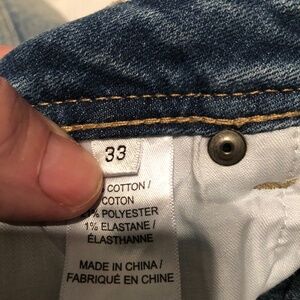 33
COTTON /
COTON
% POLYESTER
1% ELASTANE /
ÉLASTHANNE
MADE IN CHINA /
FABRIQUÉ EN CHINE